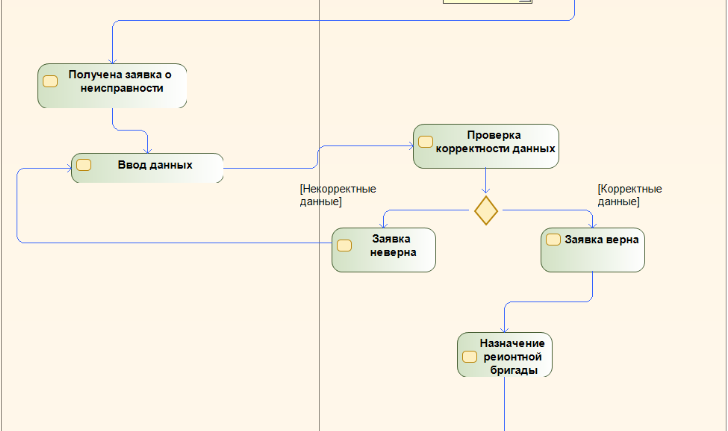 Получена заявка о
неисправности
Ввод данных
Проверка
корректности данных
[Некорректные
данные]
[Корректные
данные]
Заявка
неверна
Заявка верна
Назначение
реионтной
бригады